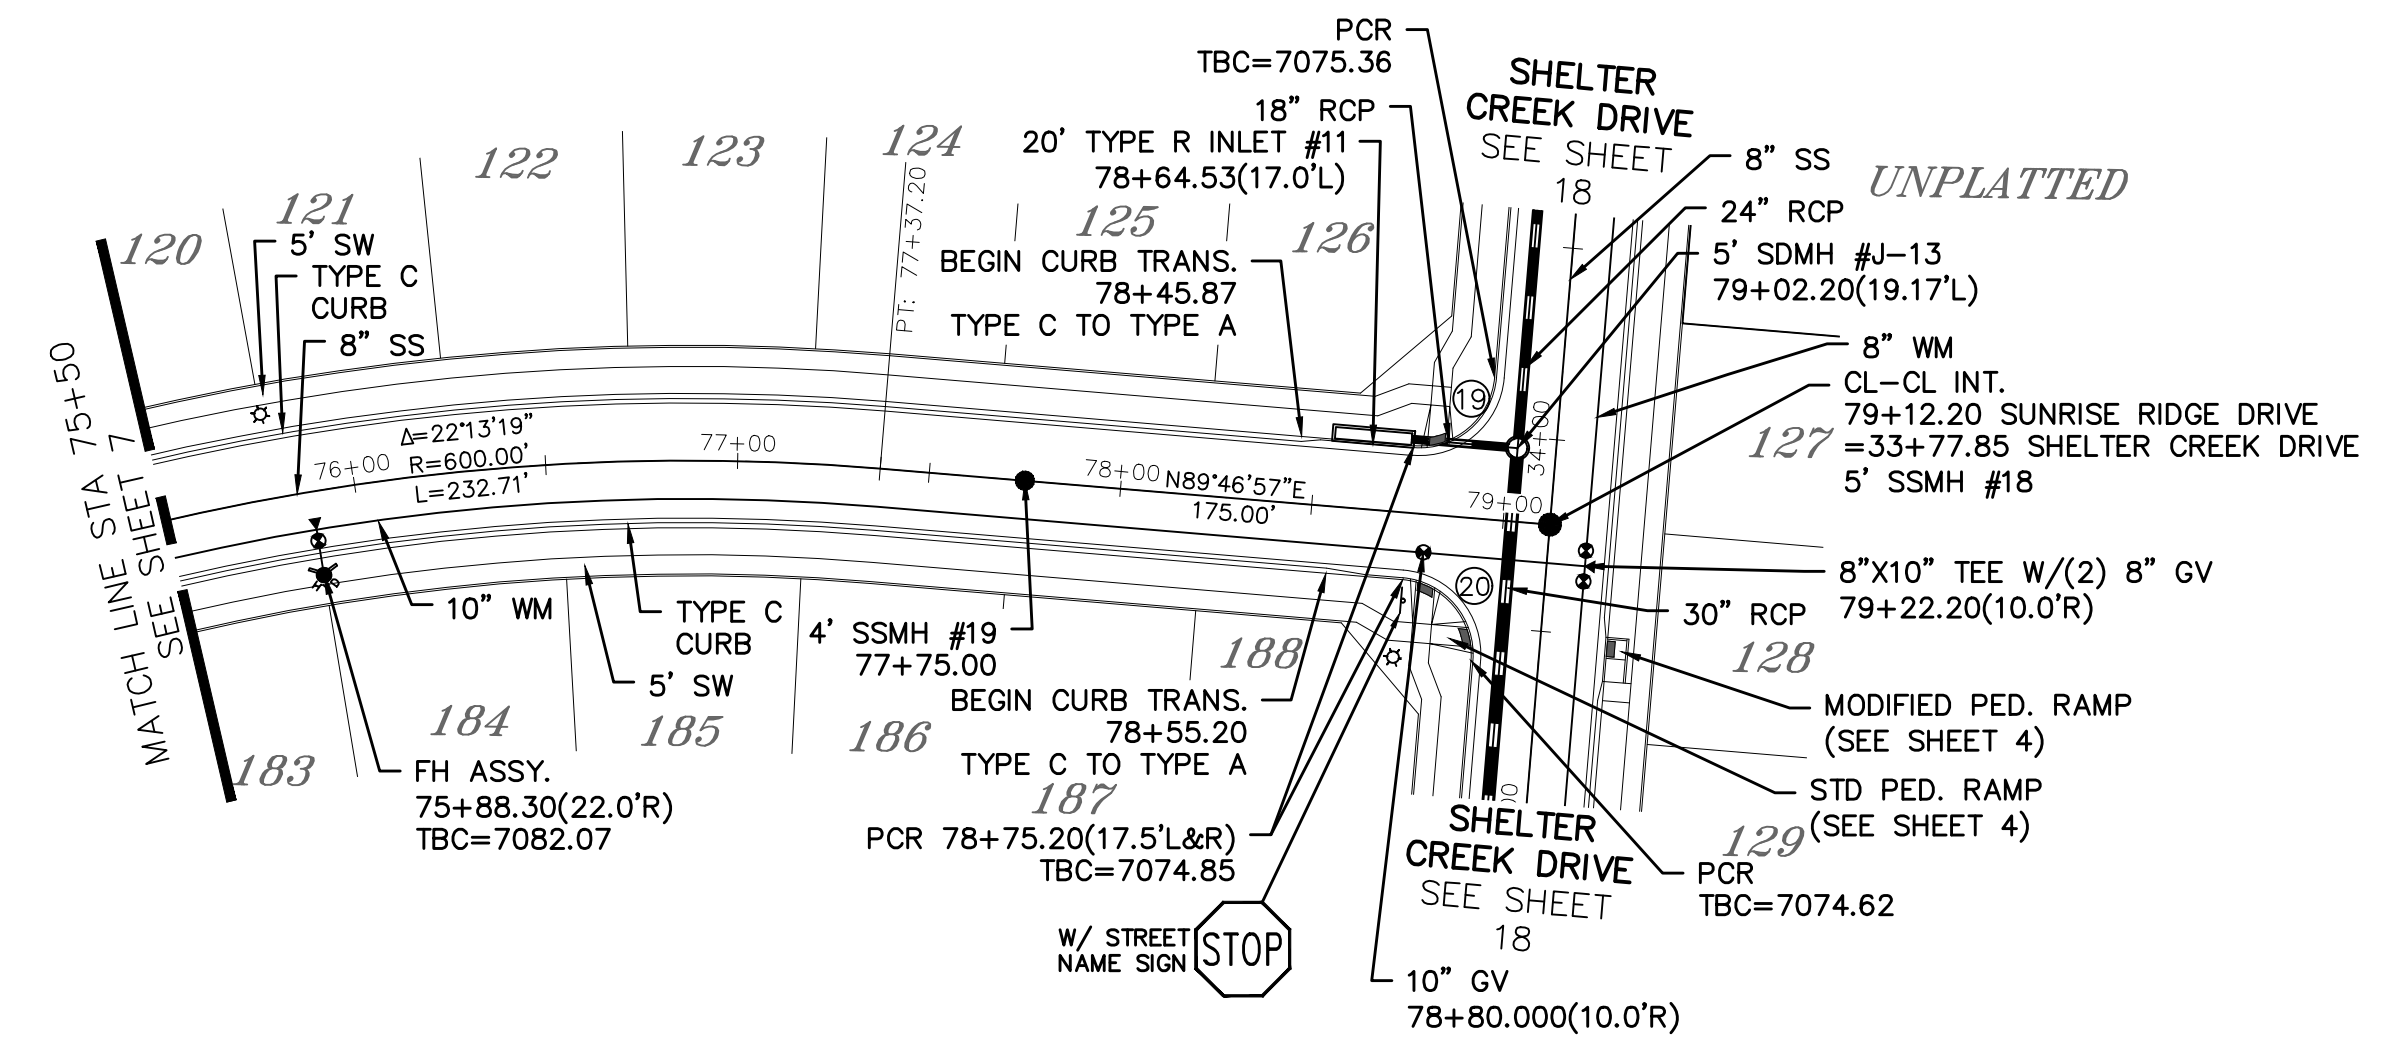 PCR
TBC=7075.36
18" RCP
20' TYPE R INLET #11
78+64.53(17.0'L)
SHELTER
CREEK DRIVE
SEE SHEET
18
8" SS
UNPLATTED
24" RCP
5' SDMH #J-13
79+02.20(19.17'L)
120
121
122
123
124
125
126
PT: 77+37.20
5' SW
TYPE C
CURB
8" SS
BEGIN CURB TRANS.
78+45.87
TYPE C TO TYPE A
8" WM
CL-CL INT.
79+12.20 SUNRISE RIDGE DRIVE
=33+77.85 SHELTER CREEK DRIVE
5' SSMH #18
127
19
34+00
MATCH LINE STA 75+50
SEE SHEET 7
Δ=22°13'19"
R=600.00'
L=232.71'
76+00
77+00
78+00
N89°46'57"E
175.00'
79+00
8"X10" TEE W/(2) 8" GV
79+22.20(10.0'R)
20
30" RCP
10" WM
TYPE C
CURB
5' SW
4' SSMH #19
77+75.00
188
128
BEGIN CURB TRANS.
78+55.20
TYPE C TO TYPE A
MODIFIED PED. RAMP
(SEE SHEET 4)
183
184
185
186
187
FH ASSY.
75+88.30(22.0'R)
TBC=7082.07
STD PED. RAMP
(SEE SHEET 4)
129
PCR 78+75.20(17.5'L&R)
TBC=7074.85
SHELTER
CREEK DRIVE
SEE SHEET
18
PCR
TBC=7074.62
W/ STREET
NAME SIGN
STOP
10" GV
78+80.000(10.0'R)